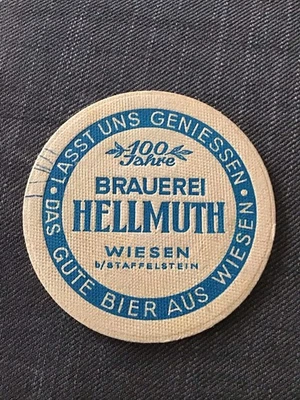 LASST UNS GENIESSEN ·
DAS GUTE BIER AUS WIESEN ·
100
Jahre
BRAUEREI
HELLMUTH
WIESEN
b/STAFFELSTEIN